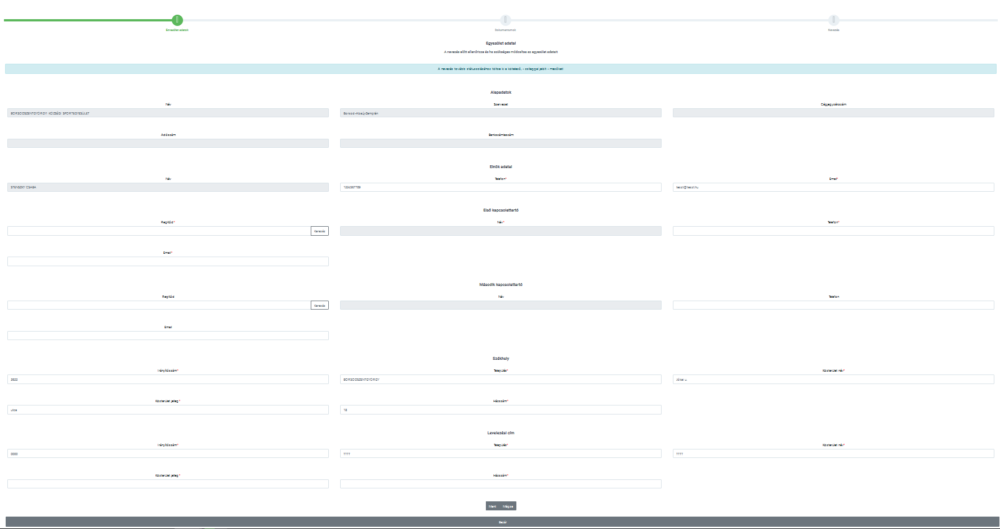 Egyesület adatok
Dokumentumok
Nevezés
Egyesület adatai
A nevezés előtt ellenőrizze és ha szükséges módosítsa az egyesület adatait
A nevezés tovább státuszolásához töltse ki a kötelező, - csillaggal jelölt - mezőket!
Alapadatok
Név
Szervezet
Cégjegyzékszám
BORSODSZENTGYÖRGYI KÖZSÉGI SPORTEGYESÜLET
Borsod-Abaúj-Zemplén
Adószám
Bankszámlaszám
Elnök adatai
Név
Telefon*
Email*
STENSZKY CSABA
teszt@teszt.hu
Első kapcsolattartó
RegKód*
Név*
Telefon*
Keresés
Email*
Második kapcsolattartó
RegKód
Név
Telefon
Keresés
Email
Székhely
Irányítószám*
Település*
Közterület név*
3623
BORSODSZENTGYÖRGY
Jókai u.
Közterület jelleg *
Házszám*
utca
18
Levelezési cím
Irányítószám*
Település*
Közterület név*
0000
????
????
Közterület jelleg *
Házszám*
Ment
Mégse
Bezár